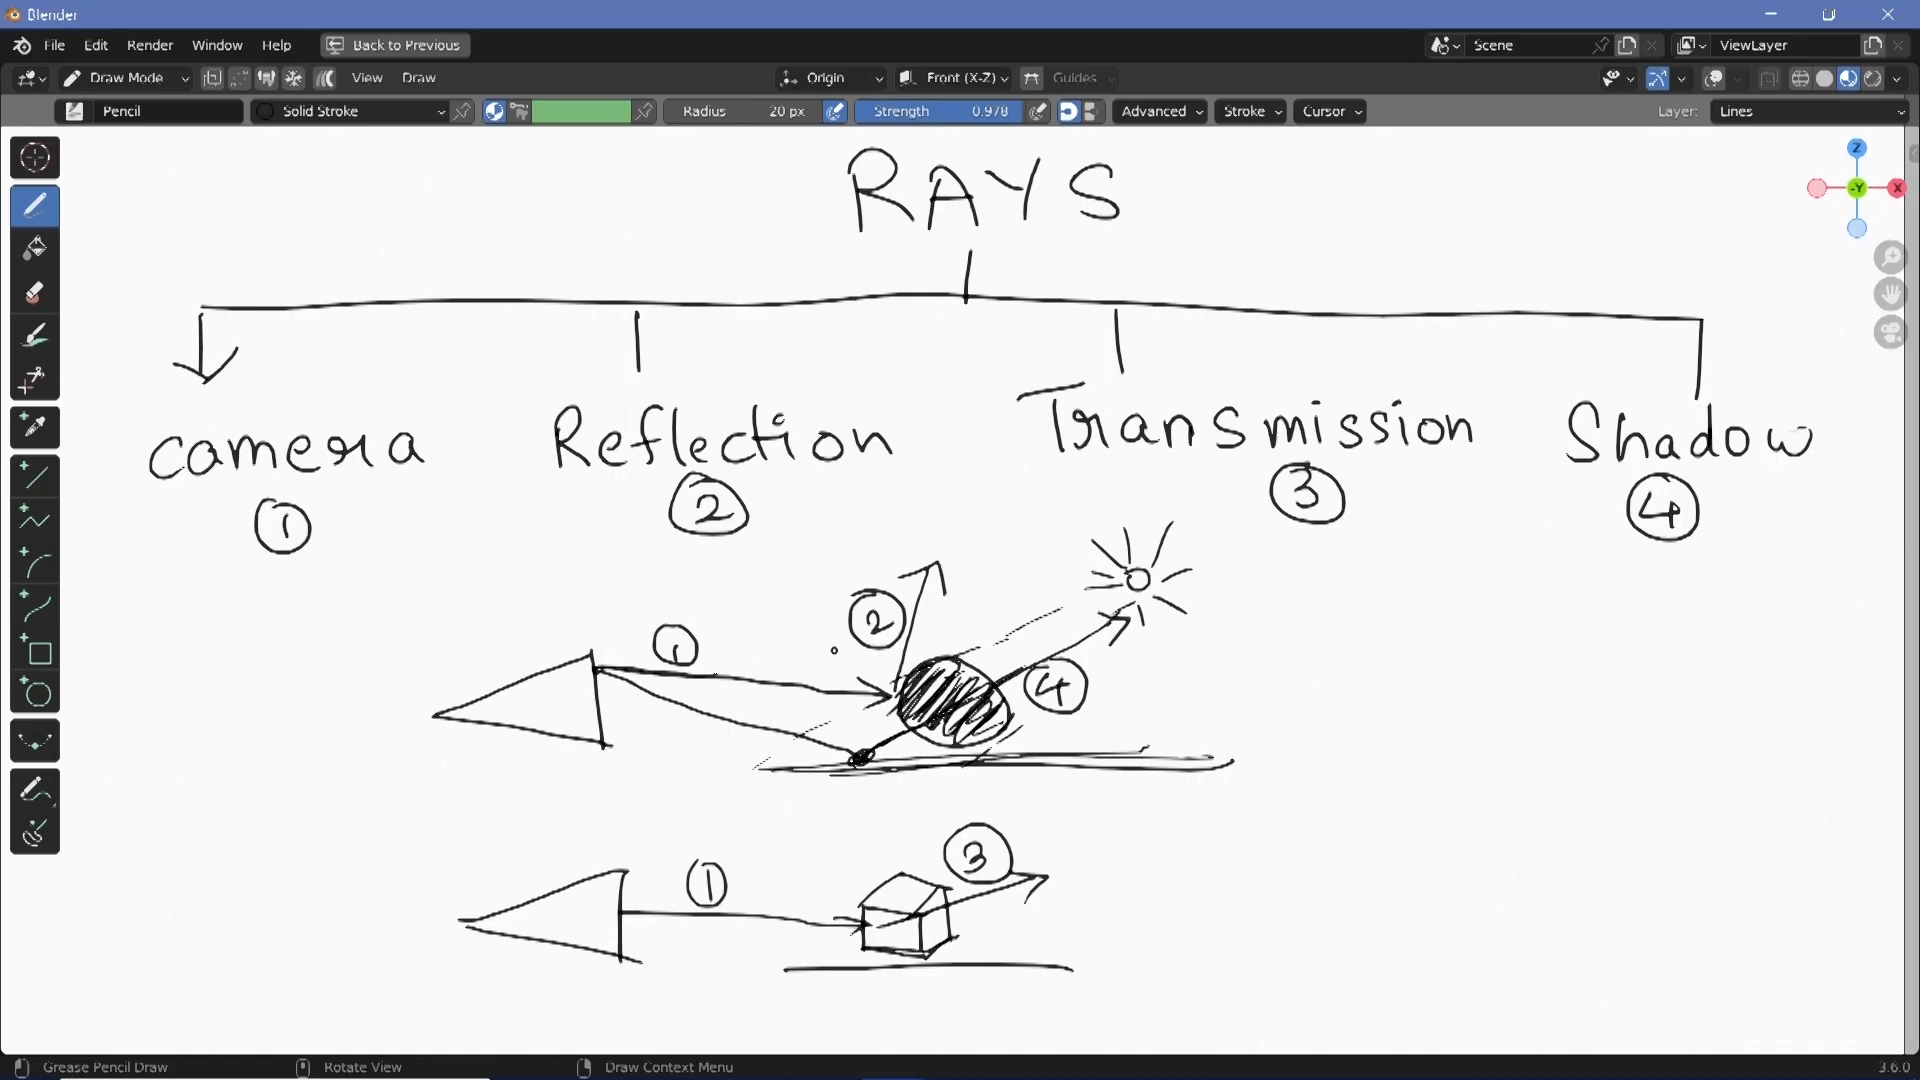 Blender
File Edit Render Window Help Back to Previous Scene ViewLayer
Draw Mode View Draw Origin Front (X-Z) Guides
Pencil Solid Stroke Radius 20 px Strength 0.978 Advanced Stroke Cursor Layer: Lines
Z
-Y X
RAYS
camera Reflection Transmission Shadow
1 2 3 4
2
1
4
3
1
Grease Pencil Draw Rotate View Draw Context Menu 3.6.0